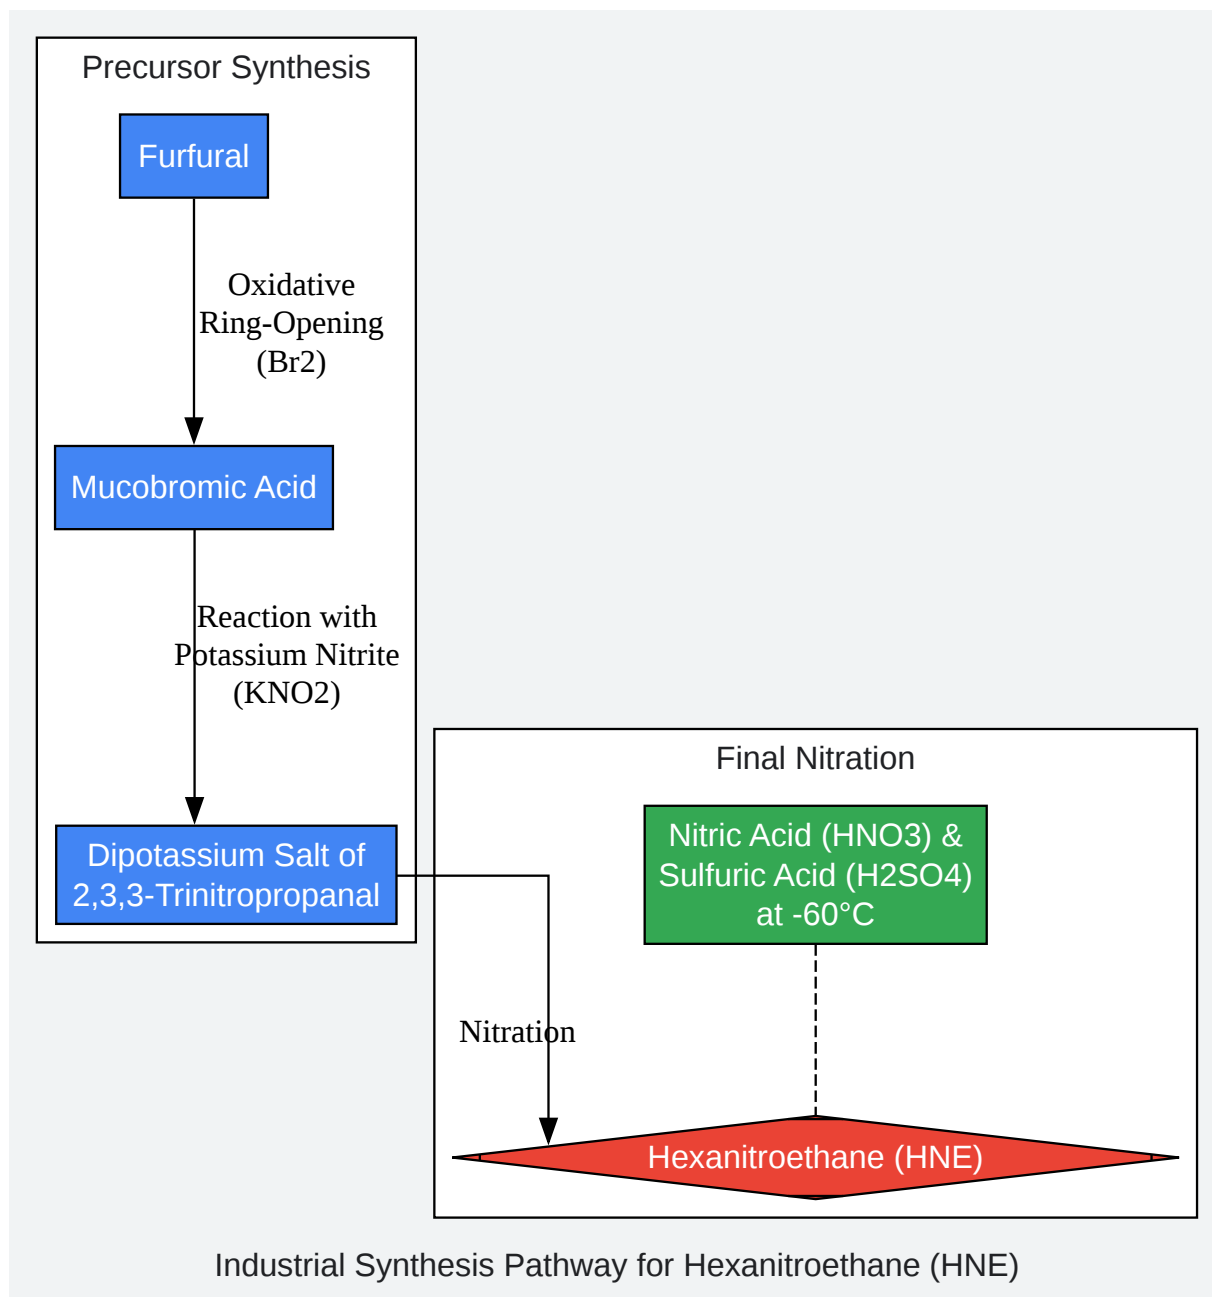 Precursor Synthesis
Furfural
Oxidative
Ring-Opening
(Br2)
Mucobromic Acid
Reaction with
Potassium Nitrite
(KNO2)
Dipotassium Salt of
2,3,3-Trinitropropanal
Final Nitration
Nitric Acid (HNO3) &
Sulfuric Acid (H2SO4)
at -60°C
Nitration
Hexanitroethane (HNE)
Industrial Synthesis Pathway for Hexanitroethane (HNE)